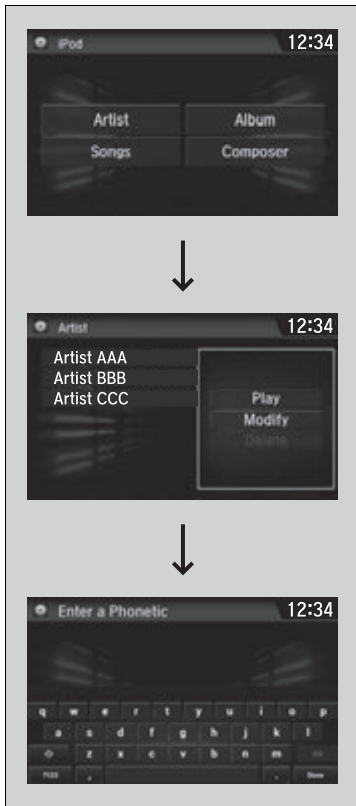 iPod 12:34
Artist Album
Songs Composer
Artist 12:34
Artist AAA
Artist BBB
Artist CCC
Play
Modify
Delete
Enter a Phonetic 12:34
q w e r t y u i o p
a s d f g h j k l
z x c v b n m
?123 , . Done